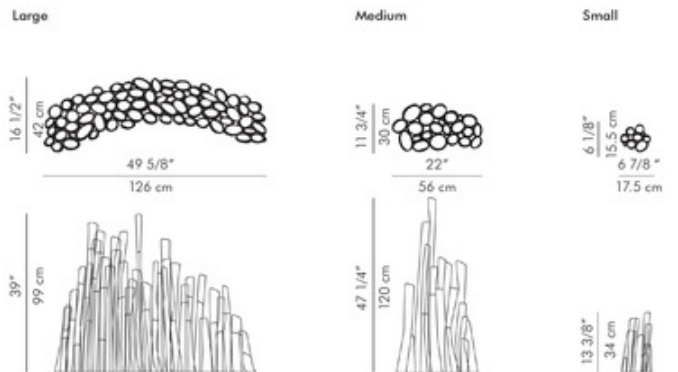 Large
16 1/2”
42 cm
49 5/8”
126 cm
39”
99 cm
Medium
11 3/4”
30 cm
22”
56 cm
47 1/4”
120 cm
Small
6 1/8”
15.5 cm
6 7/8 ”
17.5 cm
13 3/8”
34 cm